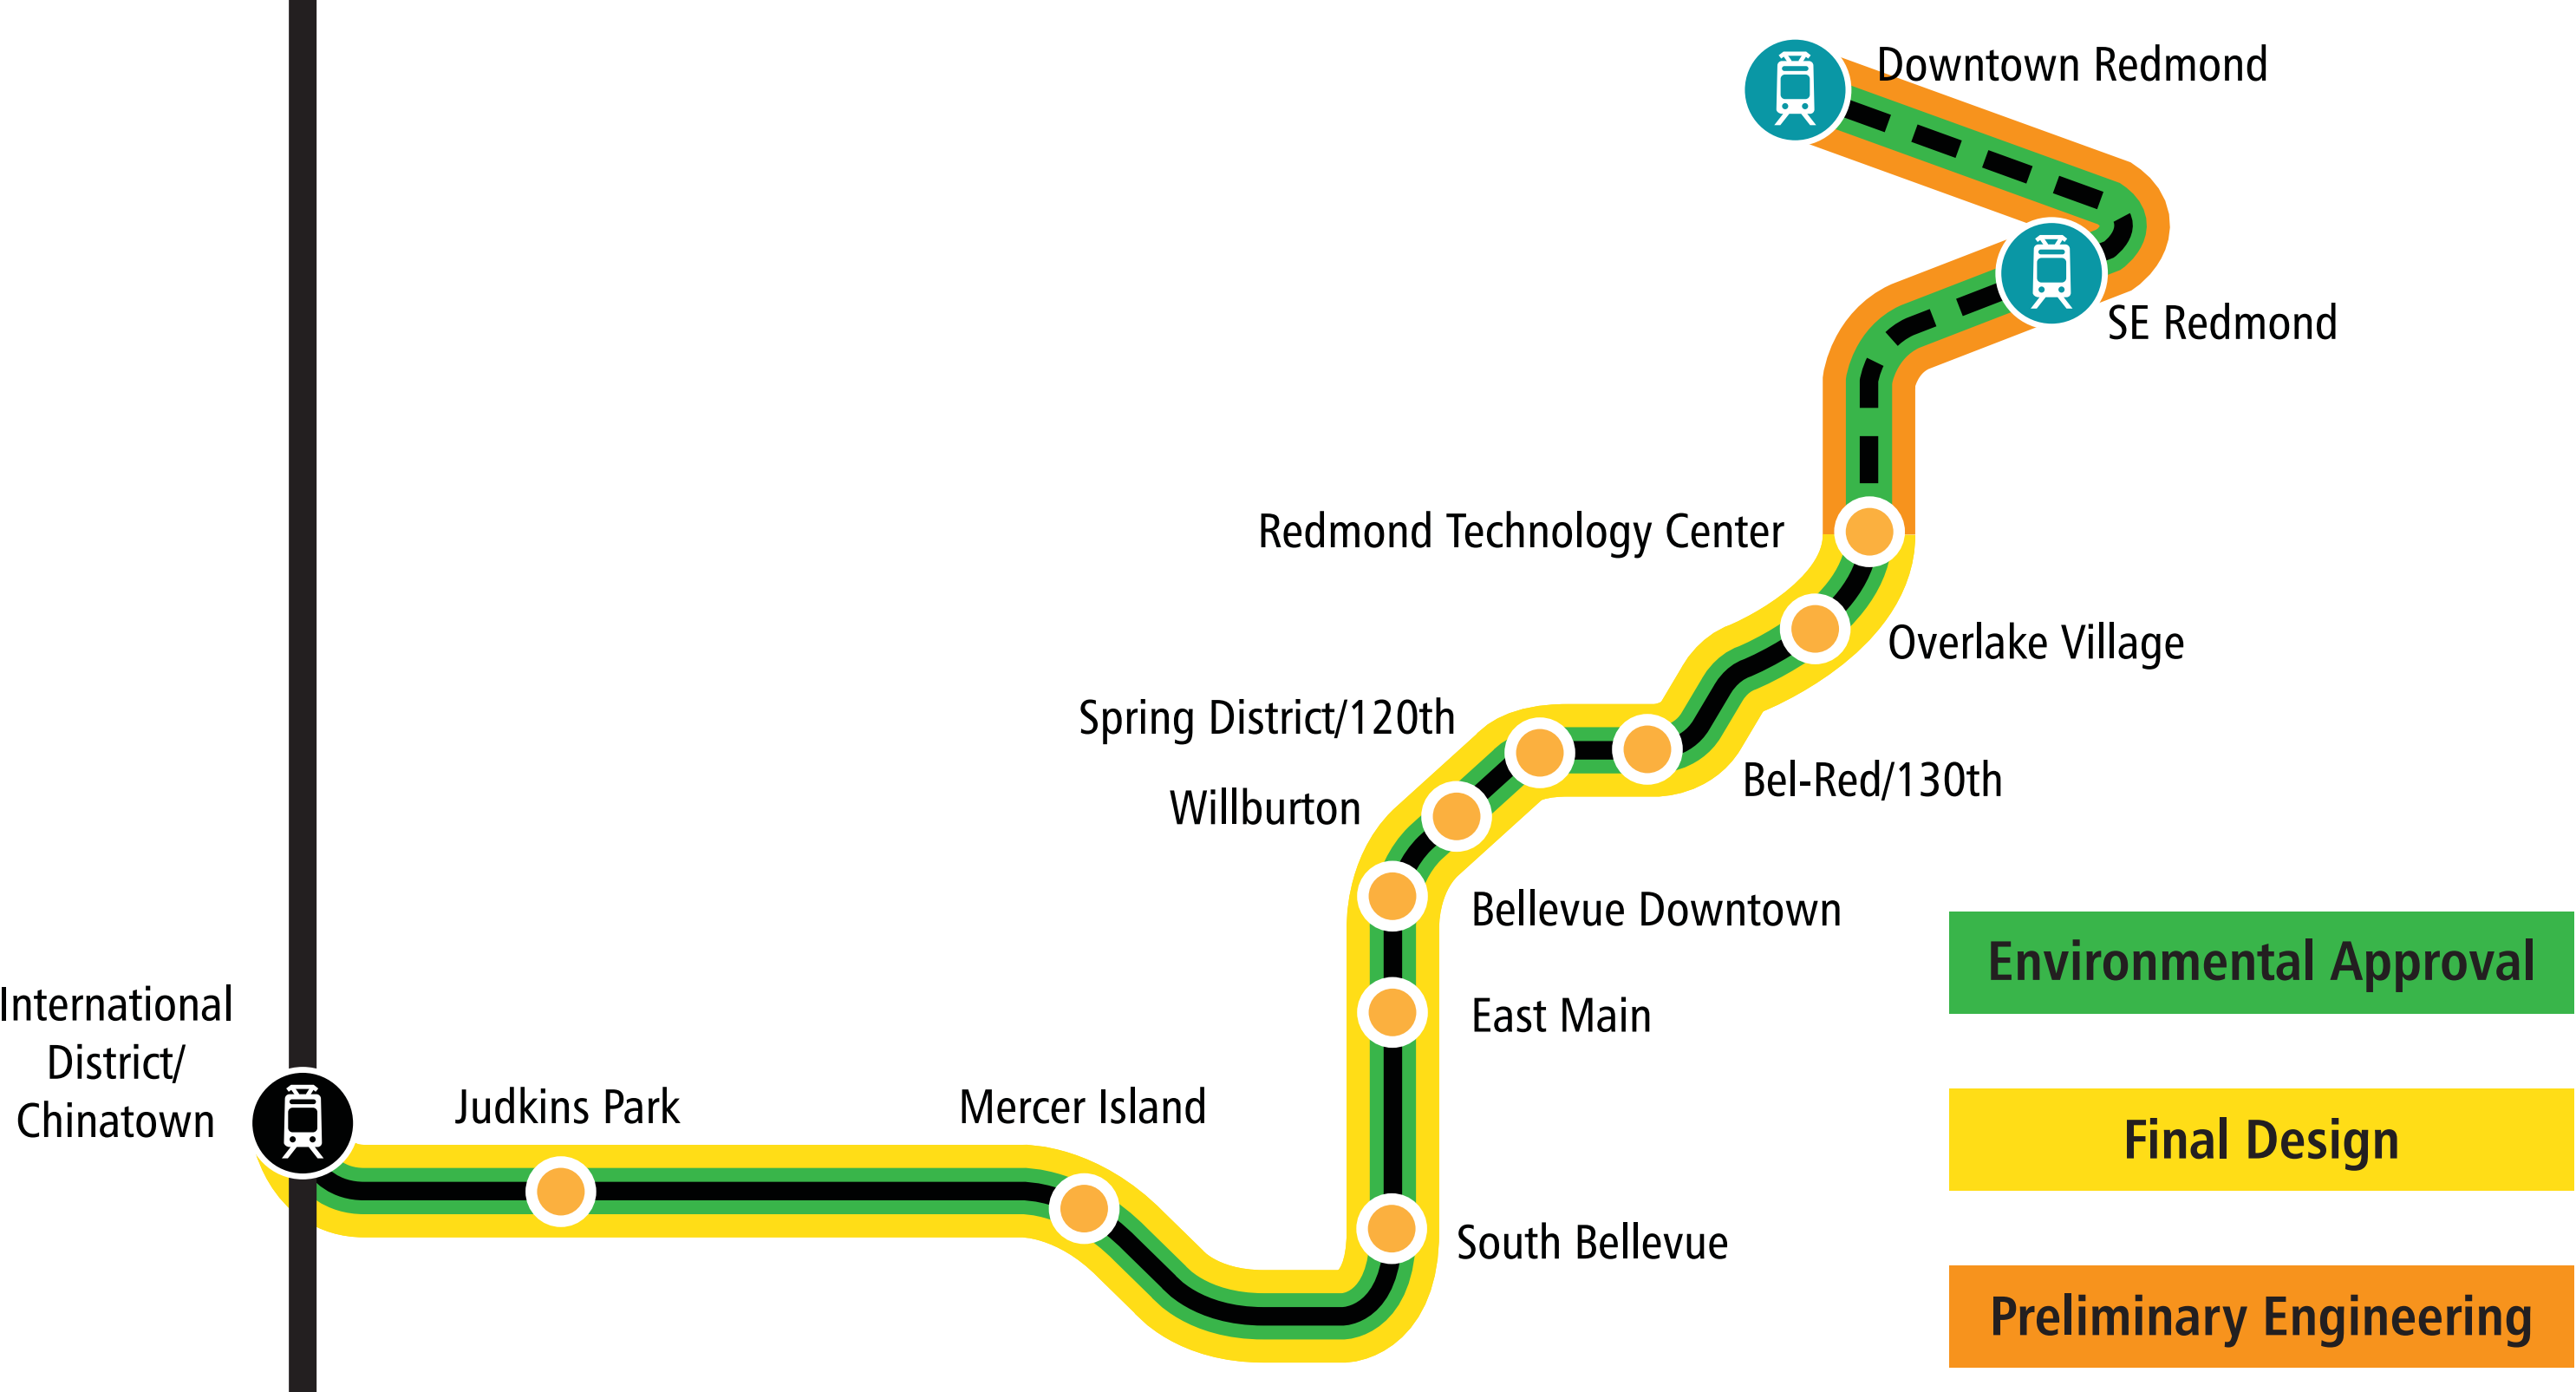 Downtown Redmond
SE Redmond
Redmond Technology Center
Overlake Village
Spring District/120th
Bel-Red/130th
Willburton
Bellevue Downtown
East Main
International
District/
Chinatown
Judkins Park
Mercer Island
South Bellevue
Environmental Approval
Final Design
Preliminary Engineering